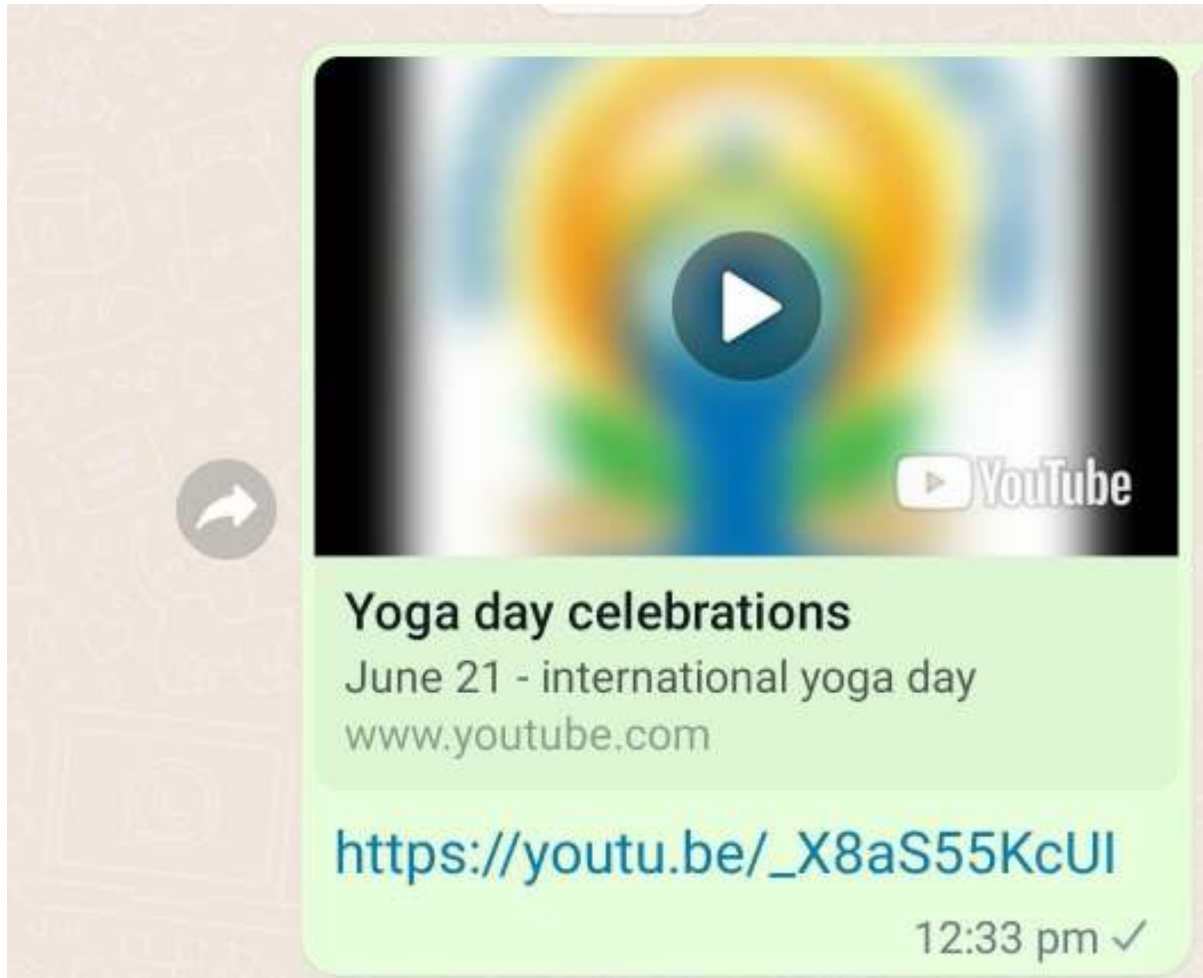 YouTube
Yoga day celebrations
June 21 - international yoga day
www.youtube.com
https://youtu.be/_X8aS55KcUI
12:33 pm